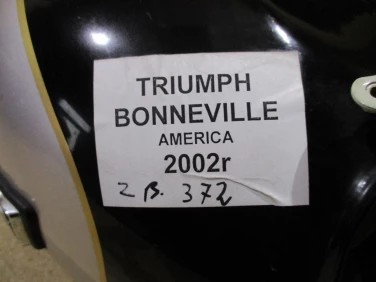 TRIUMPH
BONNEVILLE
AMERICA
2002r
2 B. 372